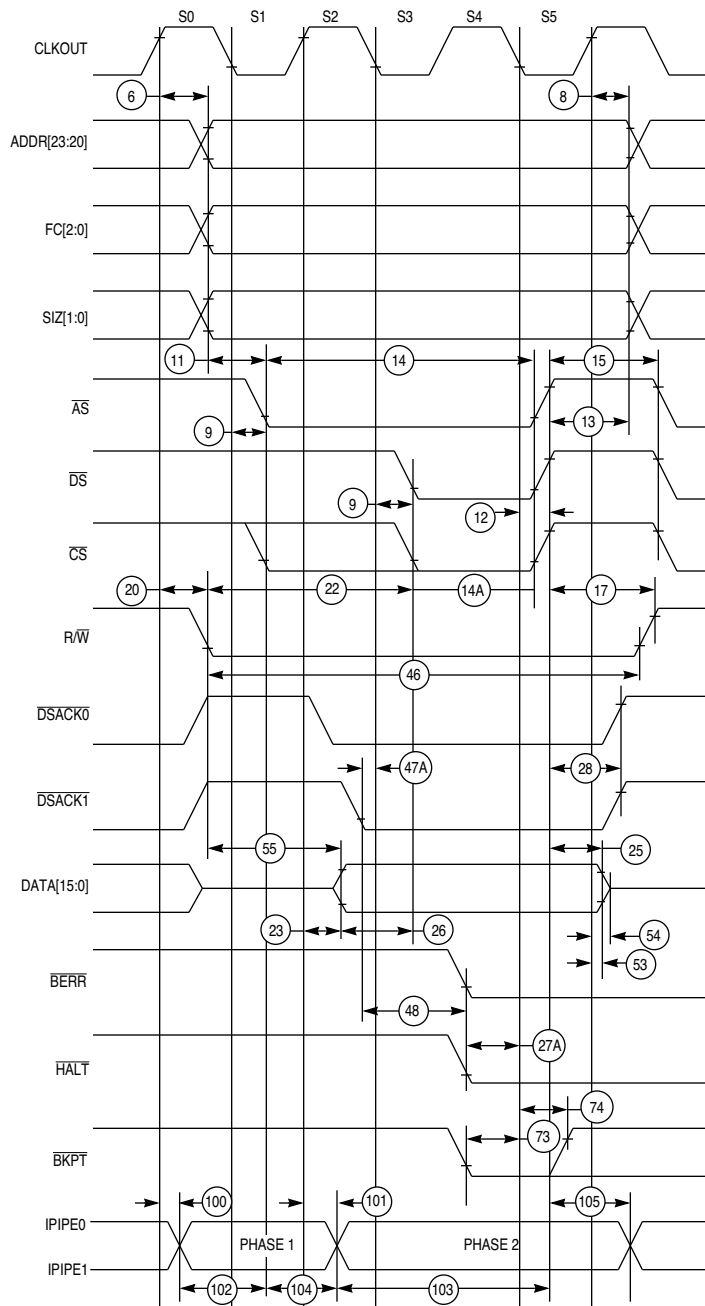 S0 S1 S2 S3 S4 S5
CLKOUT
6 8
ADDR[23:20]
FC[2:0]
SIZ[1:0]
11 14 15
AS
13
9
DS
9
12
CS
20 22 14A 17
R/W
46
DSACK0
47A 28
DSACK1
55 25
DATA[15:0]
23 26 54
53
BERR
48
27A
HALT
74
73
BKPT
100 101 105
IPIPE0
PHASE 1 PHASE 2
IPIPE1
102 104 103